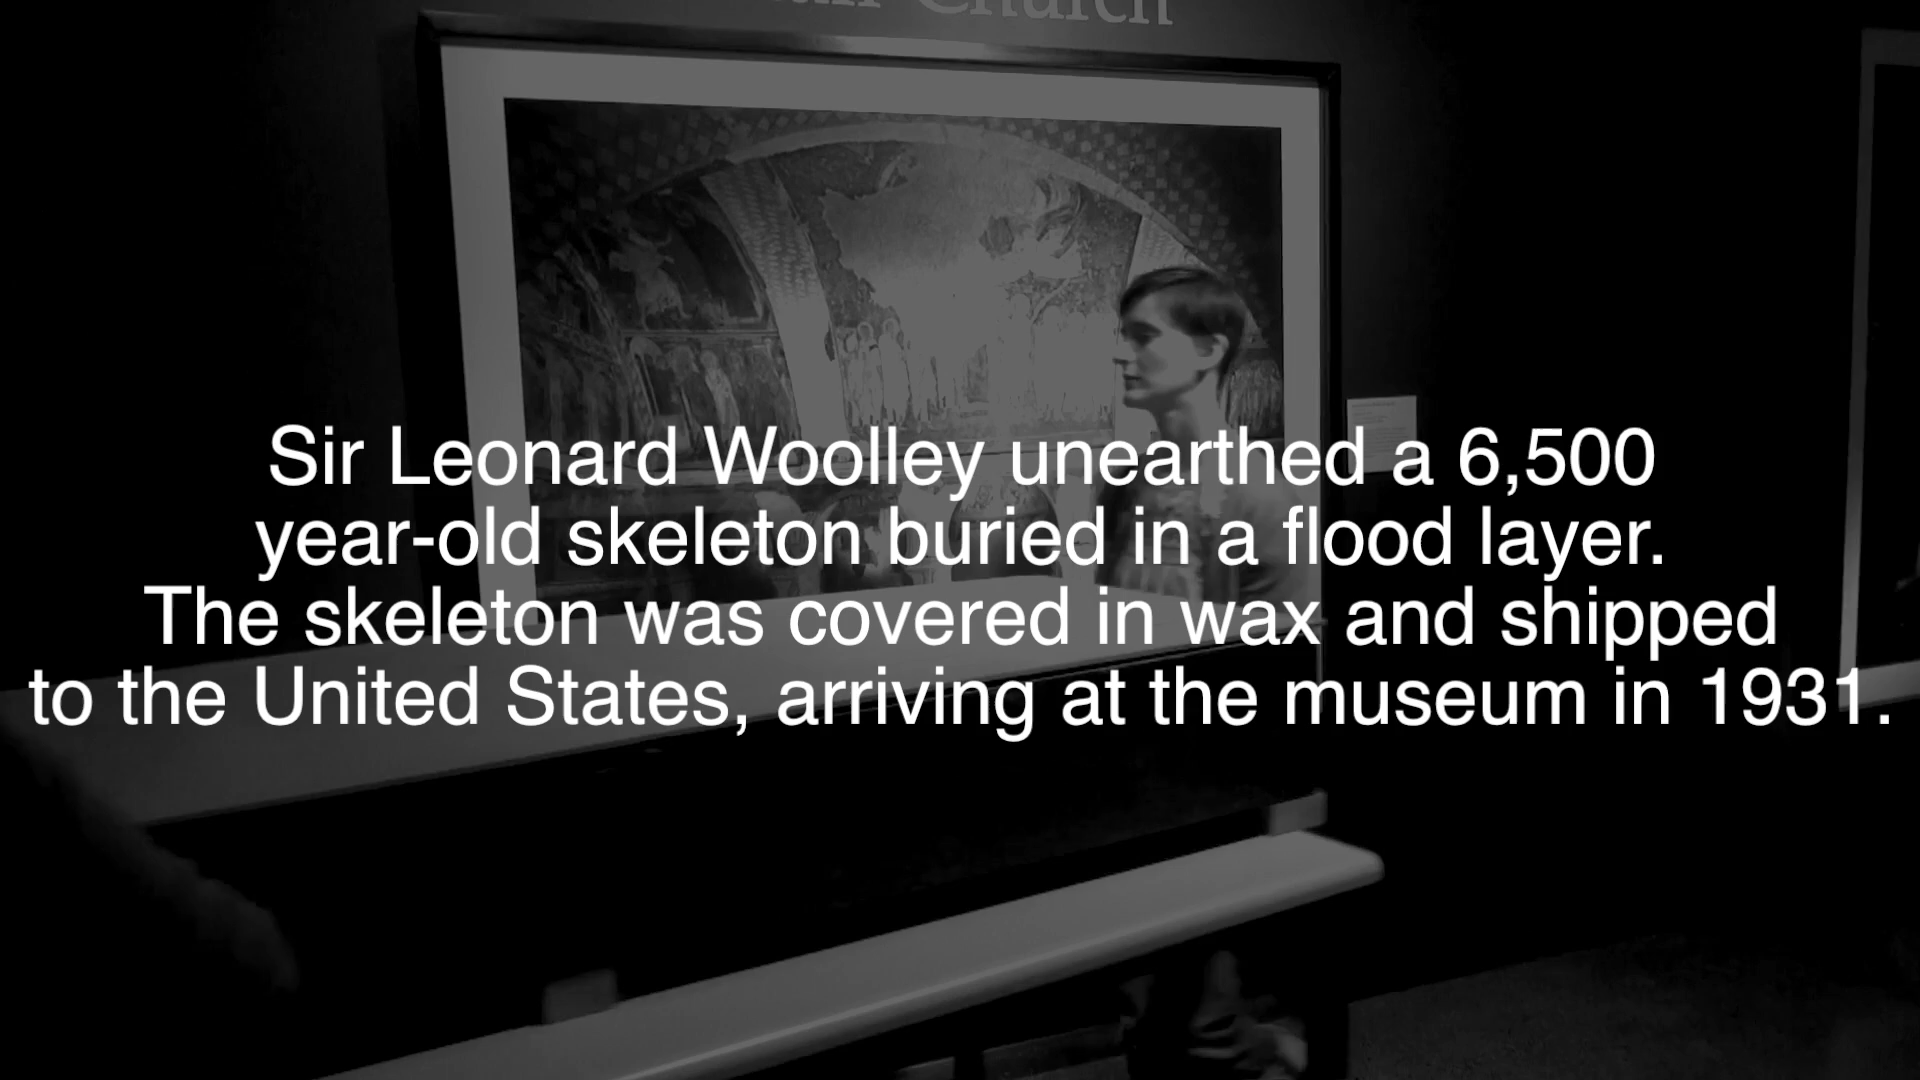 Church
Sir Leonard Woolley unearthed a 6,500
year-old skeleton buried in a flood layer.
The skeleton was covered in wax and shipped
to the United States, arriving at the museum in 1931.